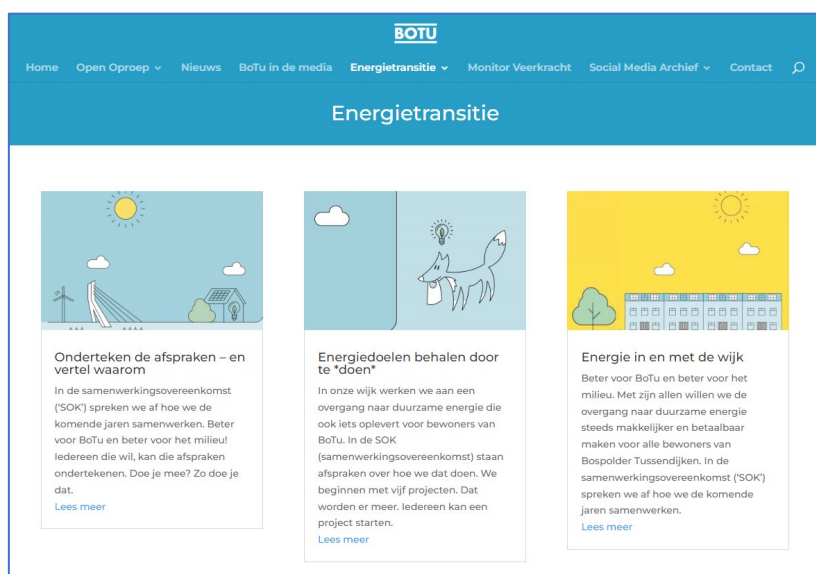 BOTU
Home Open Oproep Nieuws BoTu in de media Energietransitie Monitor Veerkracht Social Media Archief Contact
Energietransitie
Onderteken de afspraken – en
vertel waarom
In de samenwerkingsovereenkomst
('SOK') spreken we af hoe we de
komende jaren samenwerken. Beter
voor BoTu en beter voor het milieu!
Iedereen die wil, kan die afspraken
ondertekenen. Doe je mee? Zo doe je
dat.
Lees meer
Energiedoelen behalen door
te *doen*
In onze wijk werken we aan een
overgang naar duurzame energie die
ook iets oplevert voor bewoners van
BoTu. In de SOK
(samenwerkingsovereenkomst) staan
afspraken over hoe we dat doen. We
beginnen met vijf projecten. Dat
worden er meer. Iedereen kan een
project starten.
Lees meer
Energie in en met de wijk
Beter voor BoTu en beter voor het
milieu. Met zijn allen willen we de
overgang naar duurzame energie
steeds makkelijker en betaalbaar
maken voor alle bewoners van
Bospolder Tussendijken. In de
samenwerkingsovereenkomst ('SOK')
spreken we af hoe we de komende
jaren samenwerken.
Lees meer